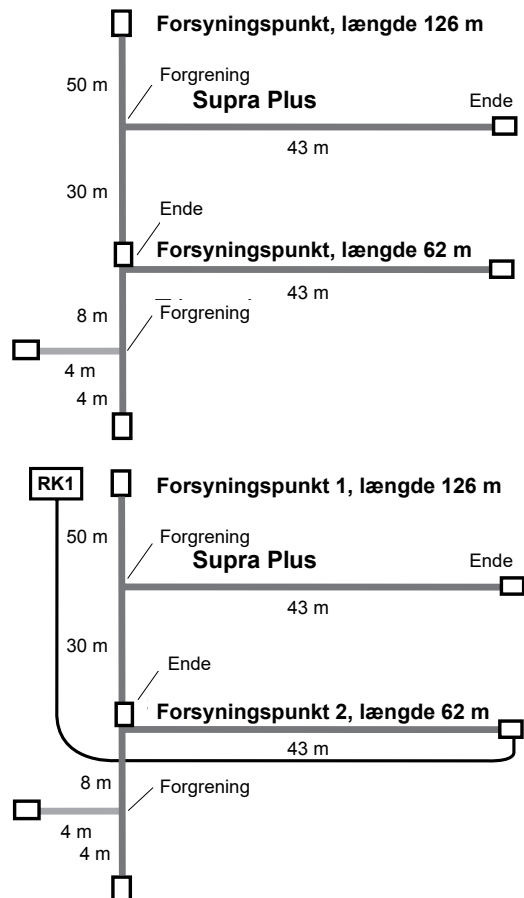 Forsyningspunkt, længde 126 m
50 m
Forgrening
Supra Plus
Ende
43 m
30 m
Ende
Forsyningspunkt, længde 62 m
43 m
8 m
Forgrening
4 m
4 m
RK1
Forsyningspunkt 1, længde 126 m
50 m
Forgrening
Supra Plus
Ende
43 m
30 m
Ende
Forsyningspunkt 2, længde 62 m
43 m
8 m
Forgrening
4 m
4 m